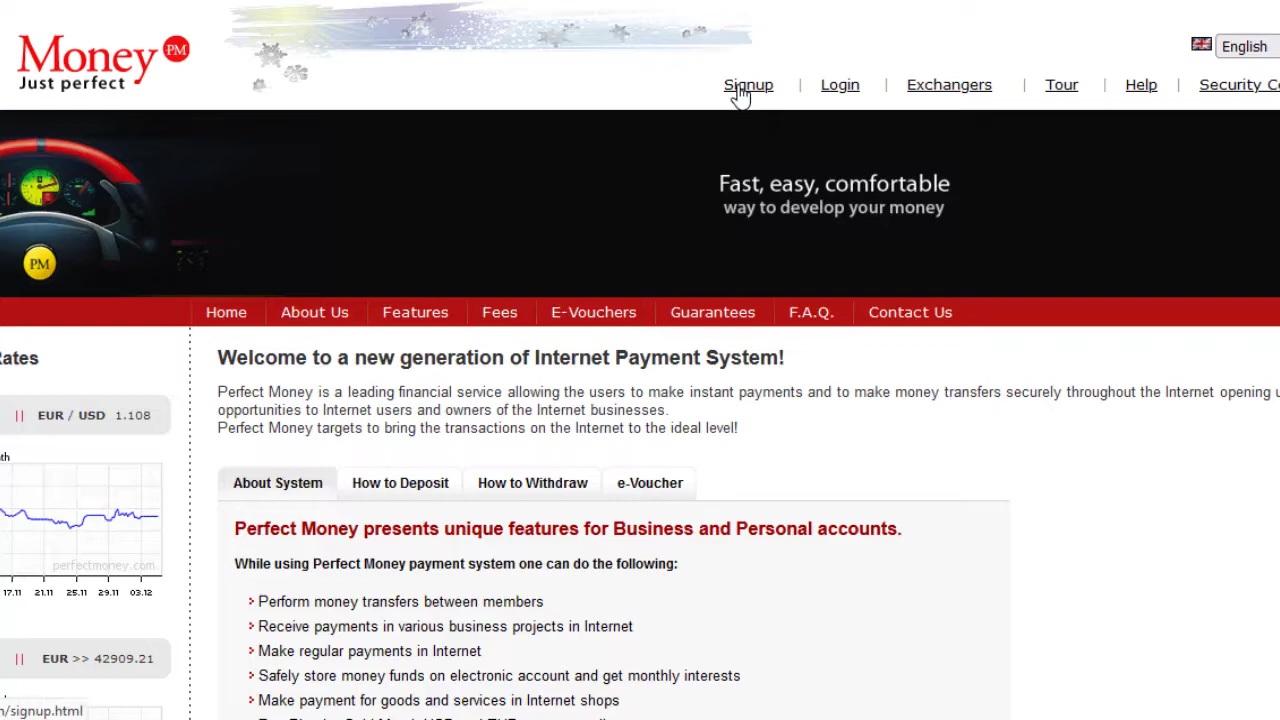 Money PM
Just perfect
English
Signup | Login | Exchangers | Tour | Help | Security
Fast, easy, comfortable
way to develop your money
PM
Home About Us Features Fees E-Vouchers Guarantees F.A.Q. Contact Us
Rates
Welcome to a new generation of Internet Payment System!
Perfect Money is a leading financial service allowing the users to make instant payments and to make money transfers securely throughout the Internet opening
opportunities to Internet users and owners of the Internet businesses.
Perfect Money targets to bring the transactions on the Internet to the ideal level!
|| EUR / USD 1.108
About System How to Deposit How to Withdraw e-Voucher
Perfect Money presents unique features for Business and Personal accounts.
While using Perfect Money payment system one can do the following:
Perform money transfers between members
Receive payments in various business projects in Internet
Make regular payments in Internet
Safely store money funds on electronic account and get monthly interests
Make payment for goods and services in Internet shops
perfectmoney.com
17.11 21.11 25.11 29.11 03.12
|| EUR >> 42909.21
/signup.html